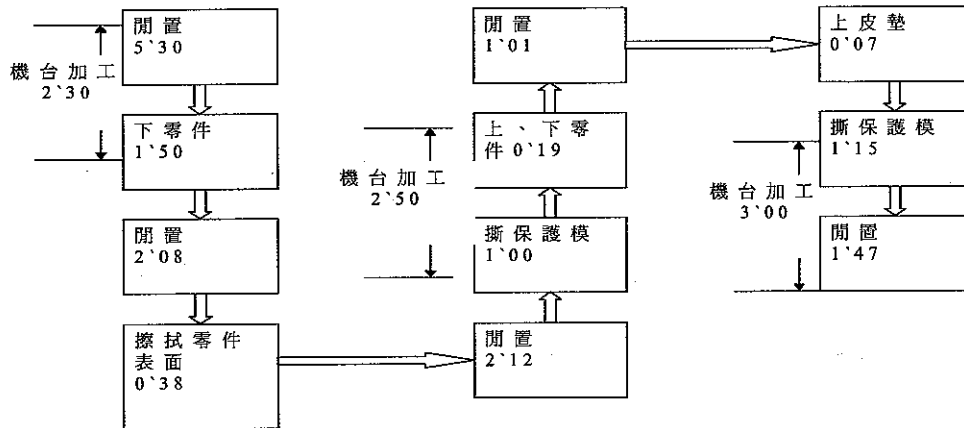 機台加工
2`30
閒置
5`30
下零件
1`50
閒置
2`08
擦拭零件
表面
0`38
閒置
2`12
撕保護模
1`00
上、下零
件 0`19
機台加工
2`50
閒置
1`01
上皮墊
0`07
撕保護模
1`15
機台加工
3`00
閒置
1`47